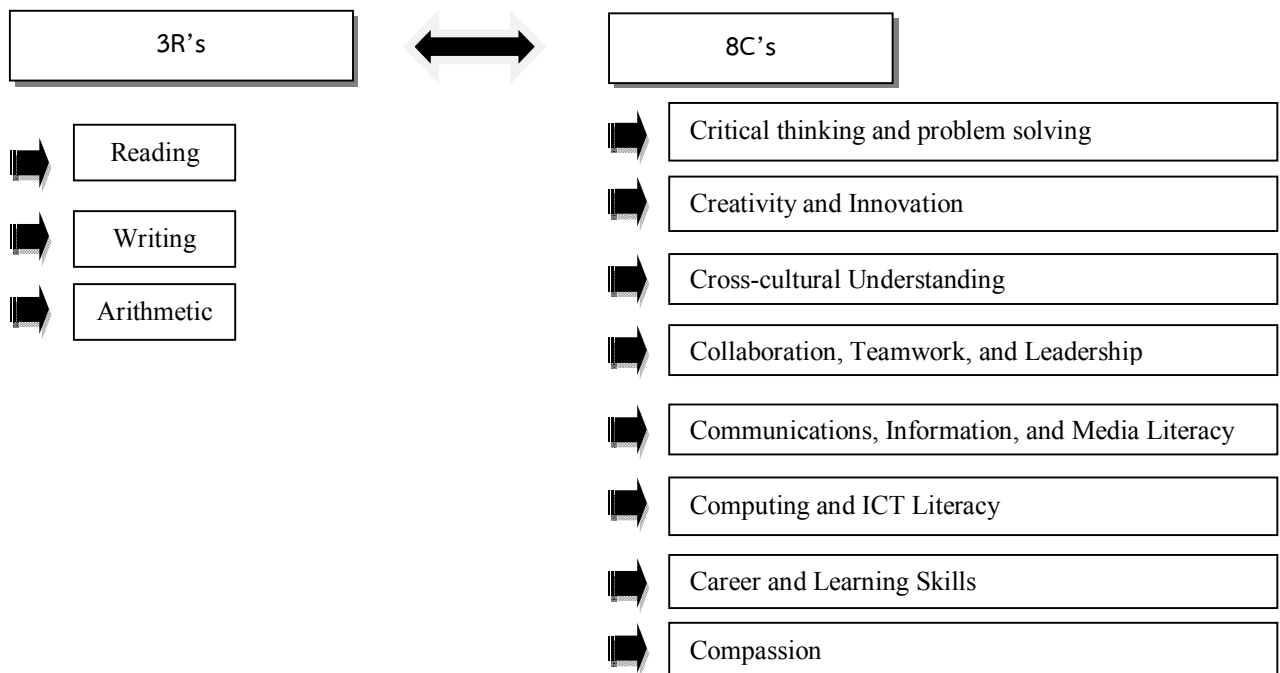 3R's
8C's
Reading
Writing
Arithmetic
Critical thinking and problem solving
Creativity and Innovation
Cross-cultural Understanding
Collaboration, Teamwork, and Leadership
Communications, Information, and Media Literacy
Computing and ICT Literacy
Career and Learning Skills
Compassion